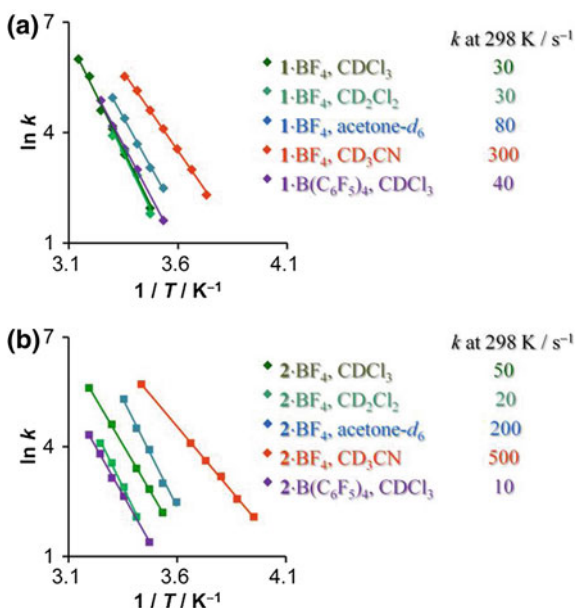 (a)
7
4
1
ln k
3.1 3.6 4.1
1 / T / K⁻¹
k at 298 K / s⁻¹
1·BF₄, CDCl₃ 30
1·BF₄, CD₂Cl₂ 30
1·BF₄, acetone-d₆ 80
1·BF₄, CD₃CN 300
1·B(C₆F₅)₄, CDCl₃ 40
(b)
7
4
1
ln k
3.1 3.6 4.1
1 / T / K⁻¹
k at 298 K / s⁻¹
2·BF₄, CDCl₃ 50
2·BF₄, CD₂Cl₂ 20
2·BF₄, acetone-d₆ 200
2·BF₄, CD₃CN 500
2·B(C₆F₅)₄, CDCl₃ 10